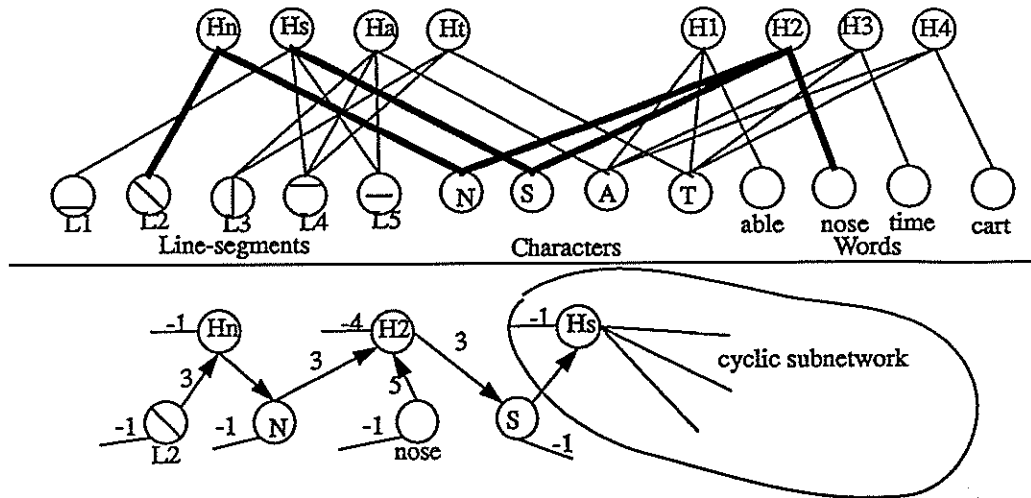 Hn Hs Ha Ht H1 H2 H3 H4
N S A T
L1 L2 L3 L4 L5 able nose time cart
Line-segments Characters Words
-1 Hn -4 H2 -1 Hs
3 3 3 cyclic subnetwork
3 5
-1 -1 N -1 S -1
L2 nose